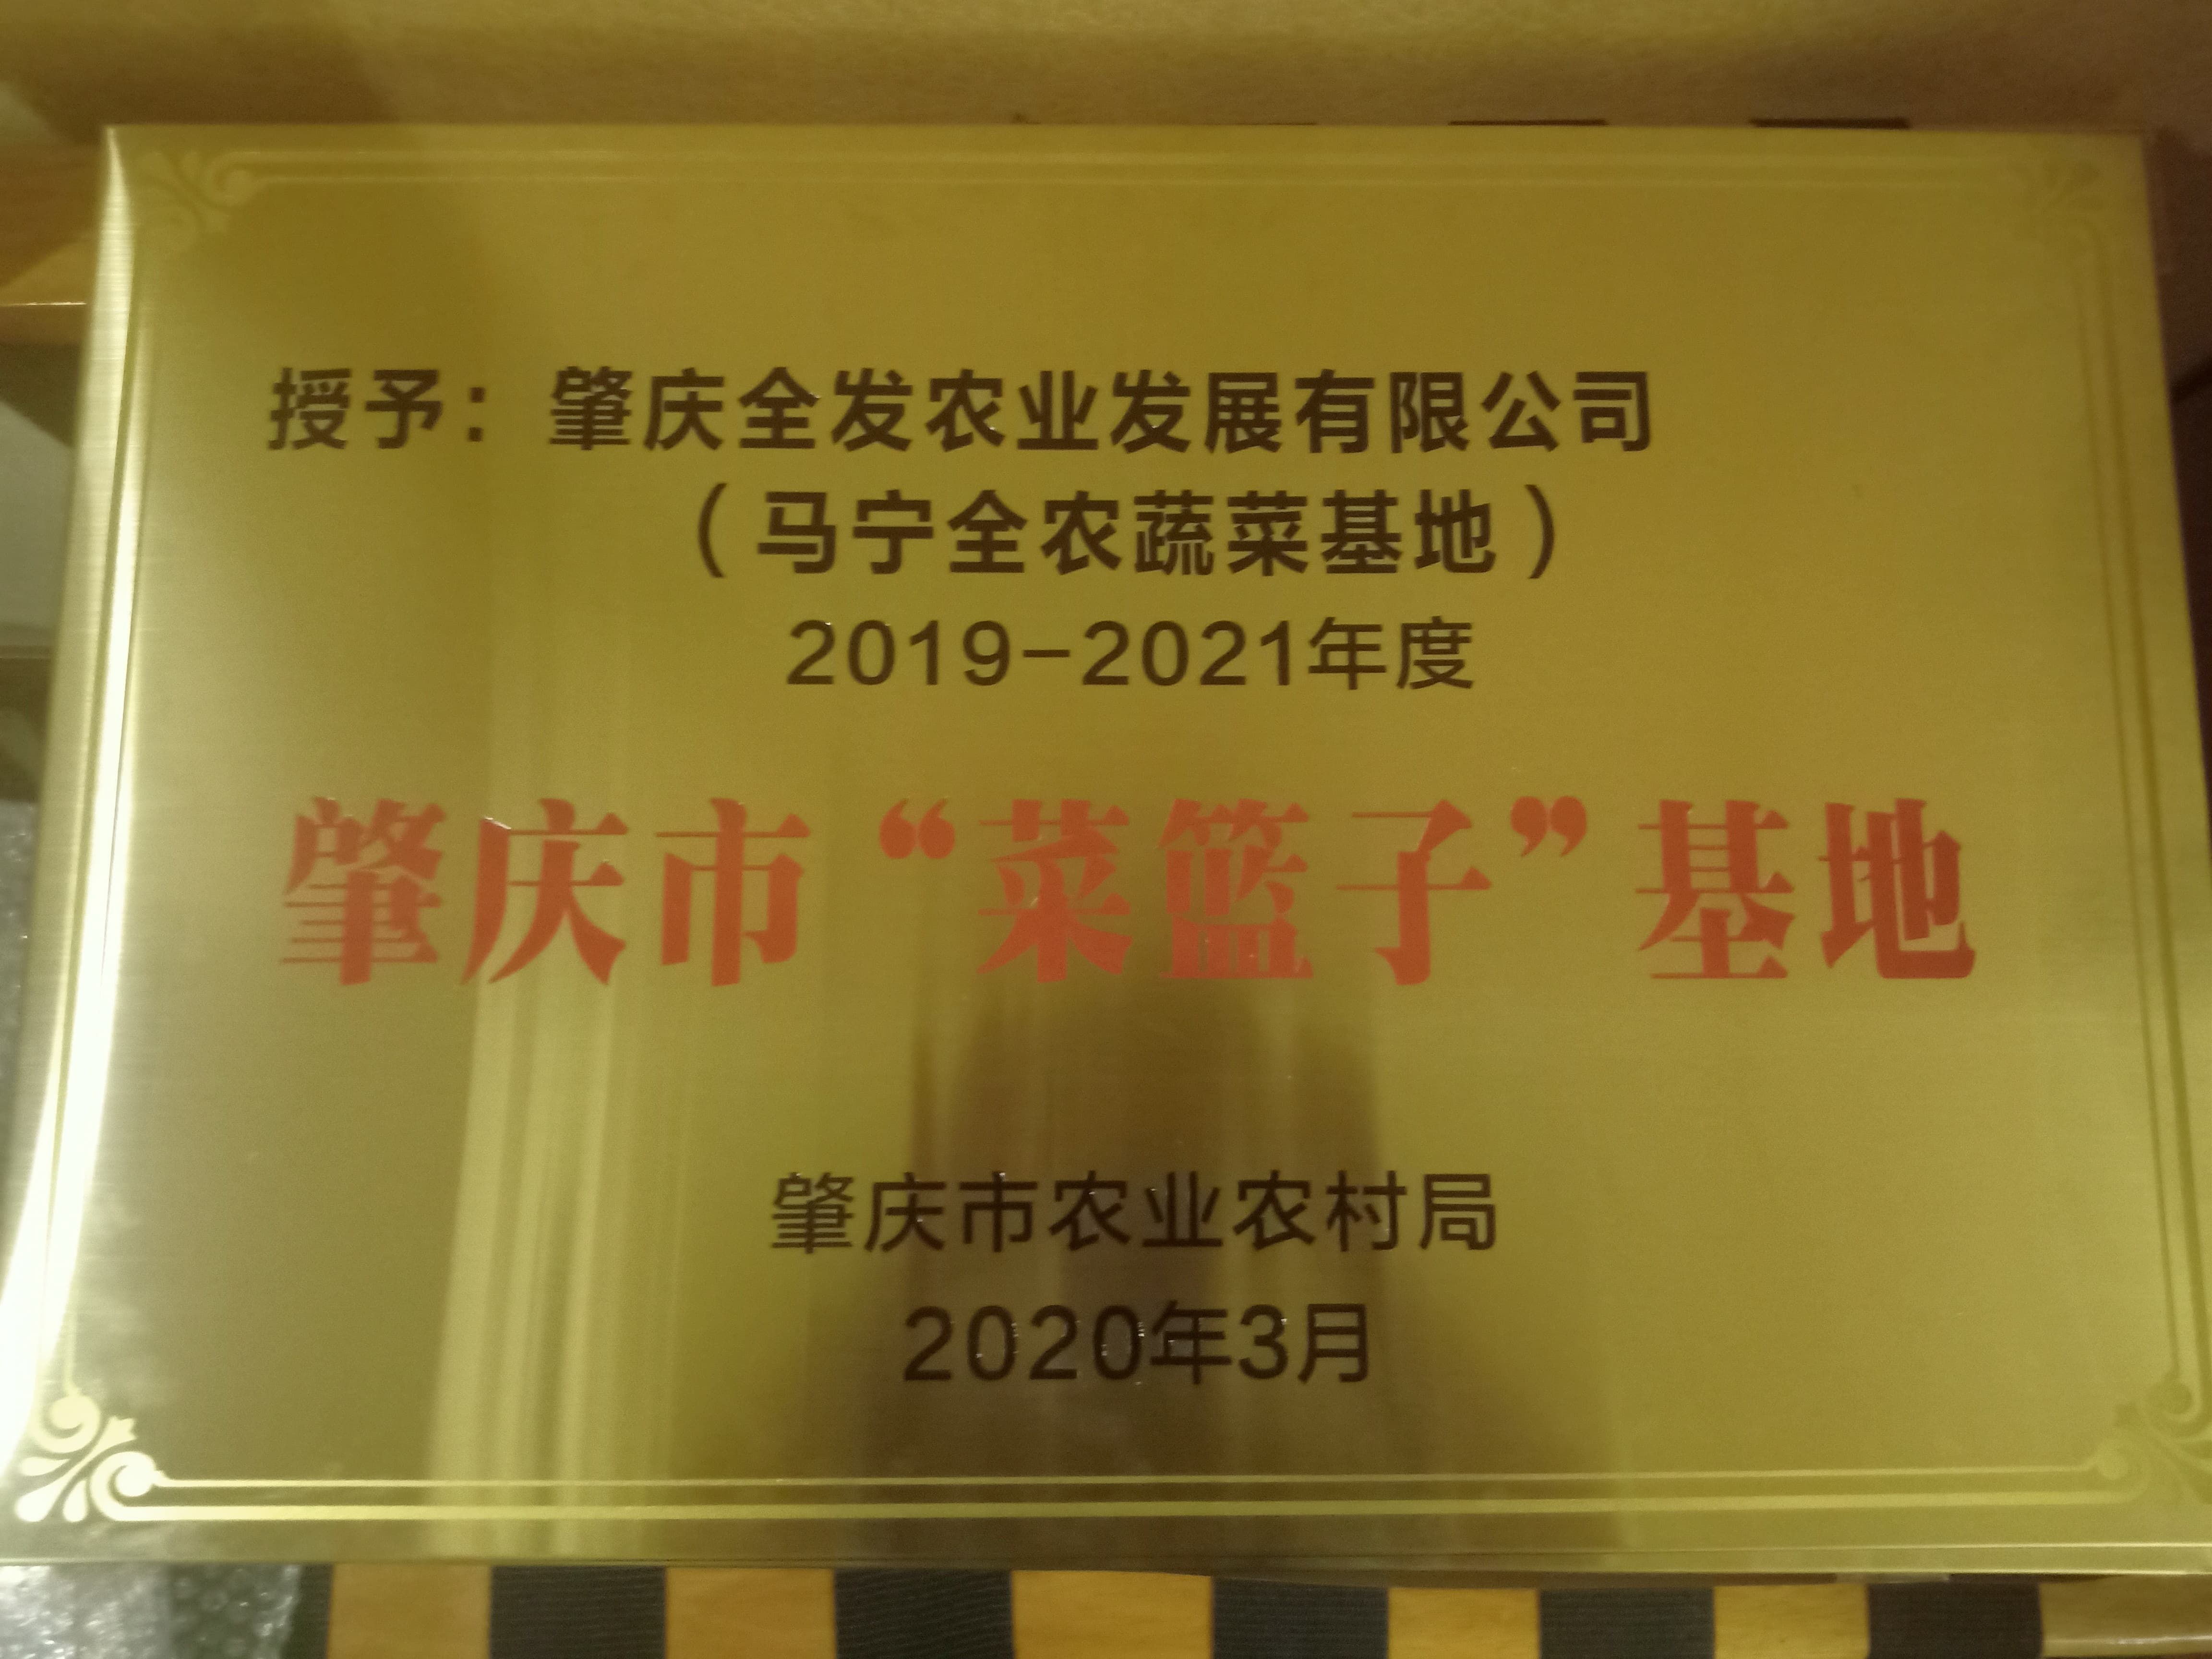 授予：肇庆全发农业发展有限公司
（马宁全农蔬菜基地）
2019-2021年度
肇庆市“菜篮子”基地
肇庆市农业农村局
2020年3月